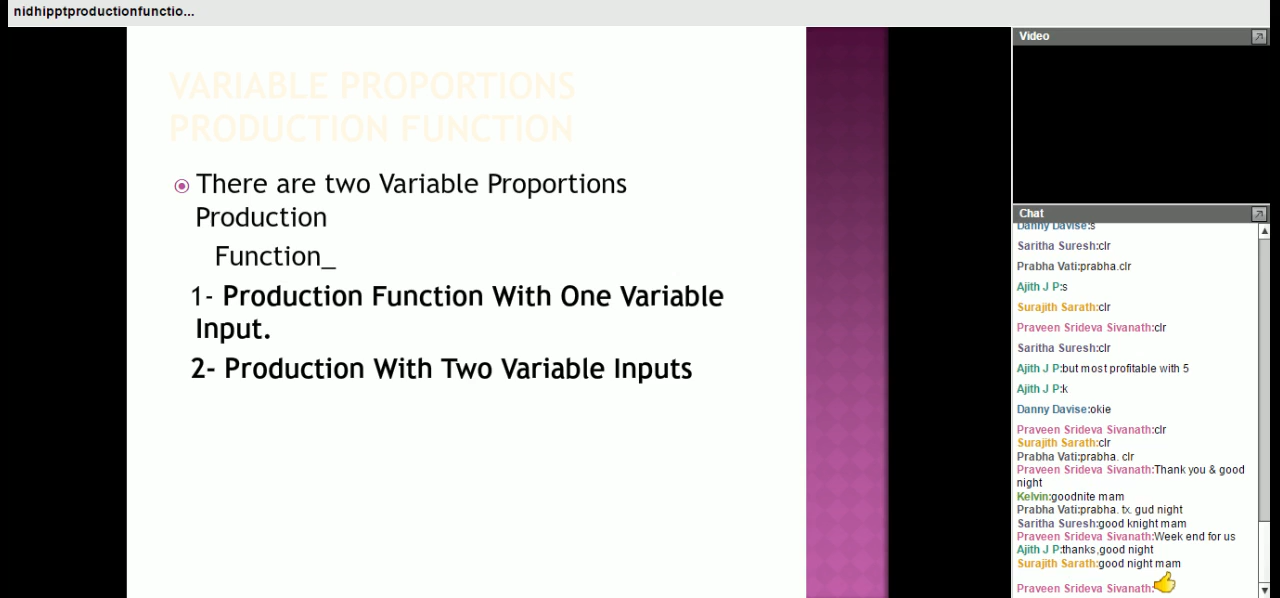 nidhipptproductionfunctio...
VARIABLE PROPORTIONS
PRODUCTION FUNCTION
There are two Variable Proportions
Production
Function_
1- Production Function With One Variable
Input.
2- Production With Two Variable Inputs
Video
Chat
Danny Davise:s
Saritha Suresh:clr
Prabha Vati:prabha.clr
Ajith J P:s
Surajith Sarath:clr
Praveen Srideva Sivanath:clr
Saritha Suresh:clr
Ajith J P:but most profitable with 5
Ajith J P:k
Danny Davise:okie
Praveen Srideva Sivanath:clr
Surajith Sarath:clr
Prabha Vati:prabha. clr
Praveen Srideva Sivanath:Thank you & good
night
Kelvin:goodnite mam
Prabha Vati:prabha. tx. gud night
Saritha Suresh:good knight mam
Praveen Srideva Sivanath:Week end for us
Ajith J P:thanks,good night
Surajith Sarath:good night mam
Praveen Srideva Sivanath: